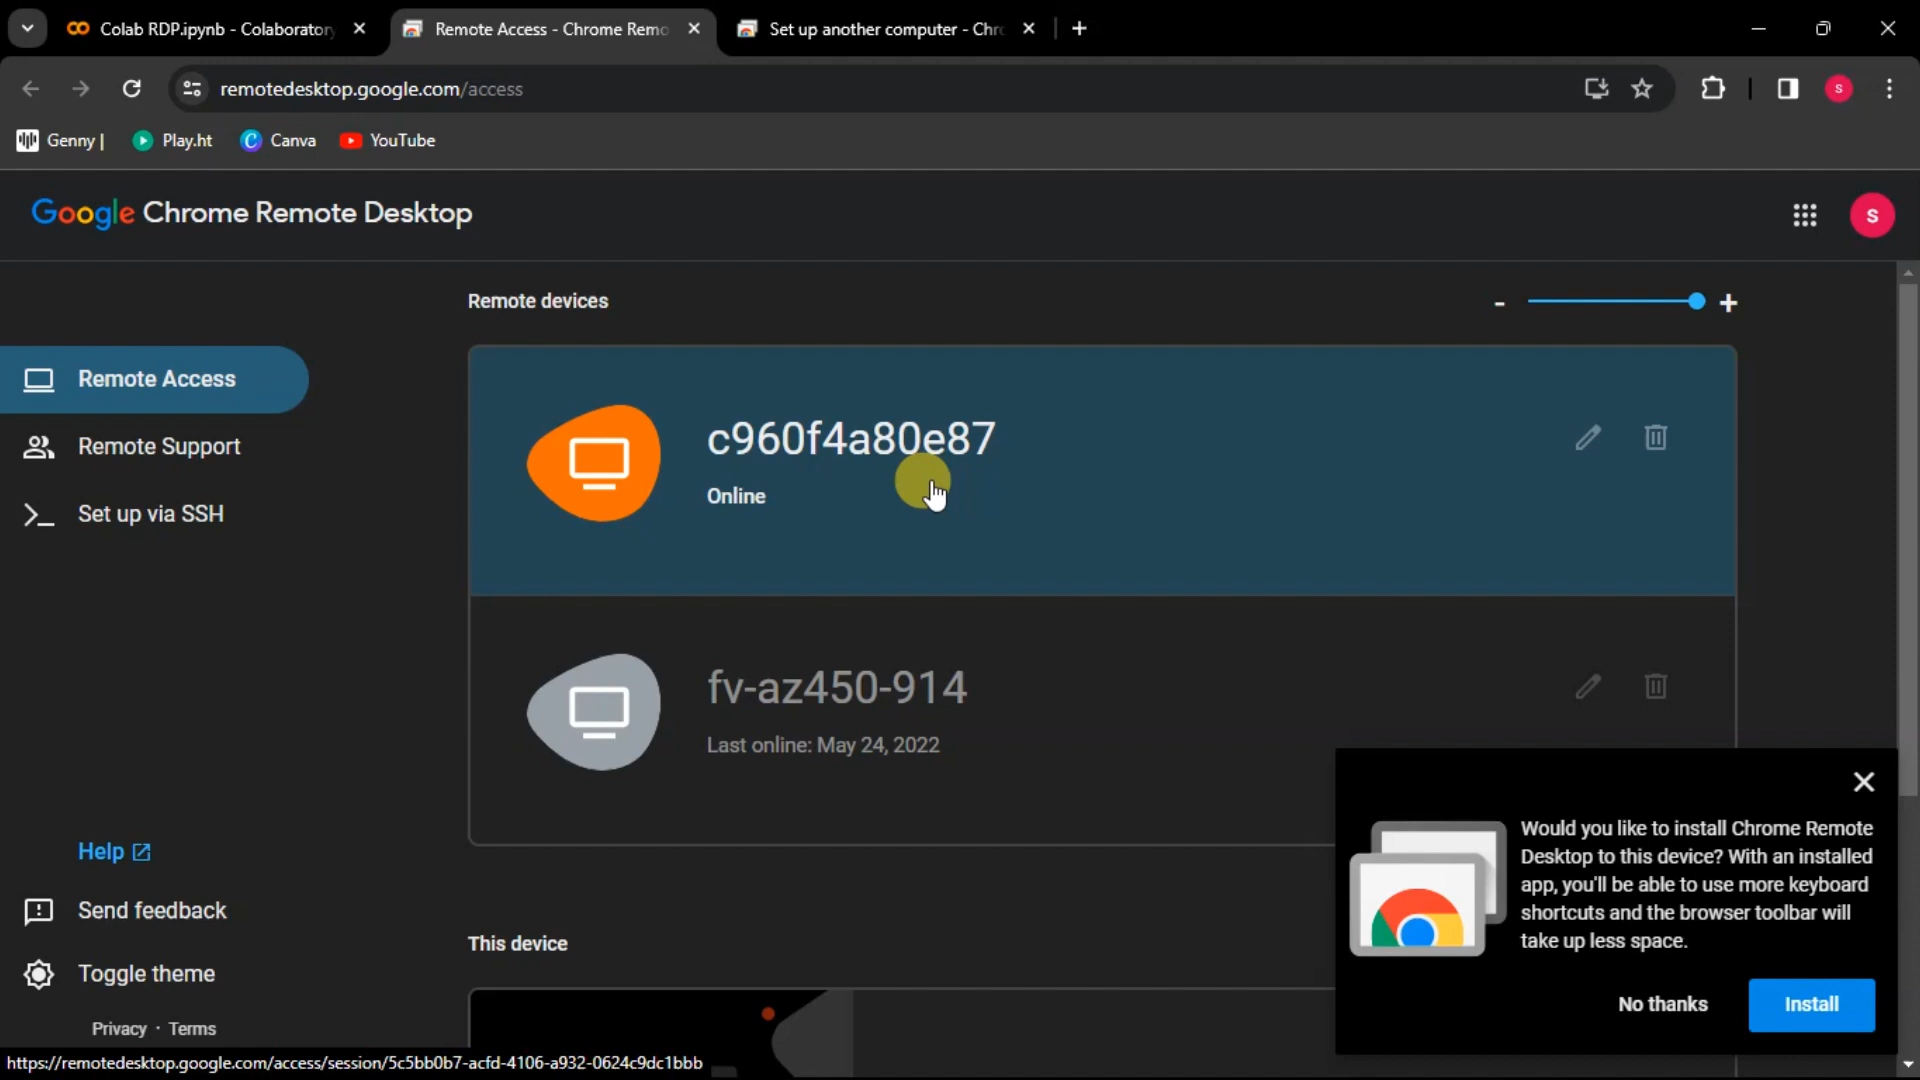 Colab RDP.ipynb - Colaboratory
Remote Access - Chrome Remo
Set up another computer - Chr
remotedesktop.google.com/access
S
Genny |
Play.ht
Canva
YouTube
Google Chrome Remote Desktop
S
Remote devices
- +
Remote Access
Remote Support
Set up via SSH
c960f4a80e87
Online
fv-az450-914
Last online: May 24, 2022
Would you like to install Chrome Remote
Desktop to this device? With an installed
app, you'll be able to use more keyboard
shortcuts and the browser toolbar will
take up less space.
No thanks
Install
Help
Send feedback
Toggle theme
Privacy · Terms
This device
https://remotedesktop.google.com/access/session/5c5bb0b7-acfd-4106-a932-0624c9dc1bbb